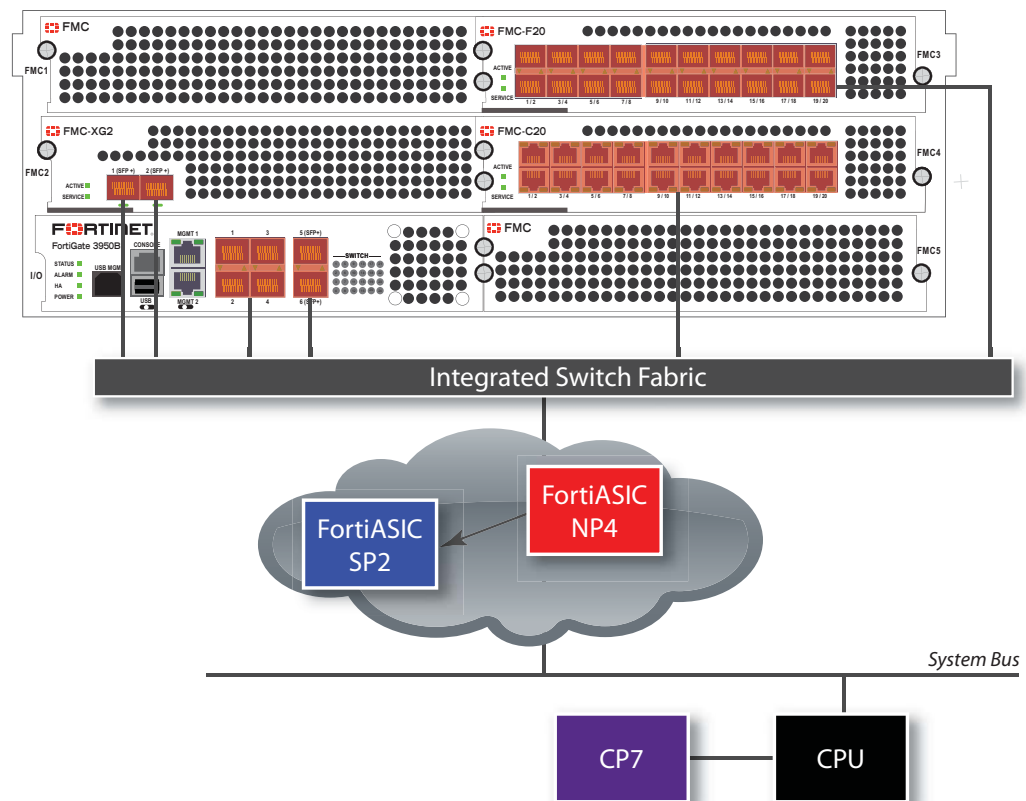 FMC
FMC-F20
FMC1
FMC3
ACTIVE
SERVICE
1 / 2 3 / 4 5 / 6 7 / 8 9 / 10 11 / 12 13 / 14 15 / 16 17 / 18 19 / 20
FMC-XG2
FMC-C20
FMC2
FMC4
1 (SFP +) 2 (SFP +)
ACTIVE
SERVICE
ACTIVE
SERVICE
1 / 2 3 / 4 5 / 6 7 / 8 9 / 10 11 / 12 13 / 14 15 / 16 17 / 18 19 / 20
FORTINET
FortiGate 3950B
I/O
STATUS
ALARM
HA
POWER
USB MGMT
CONSOLE
USB
MGMT 1
MGMT 2
1 3 5 (SFP+)
2 4 6 (SFP+)
SWITCH
FMC
FMC5
Integrated Switch Fabric
FortiASIC
NP4
FortiASIC
SP2
System Bus
CP7
CPU